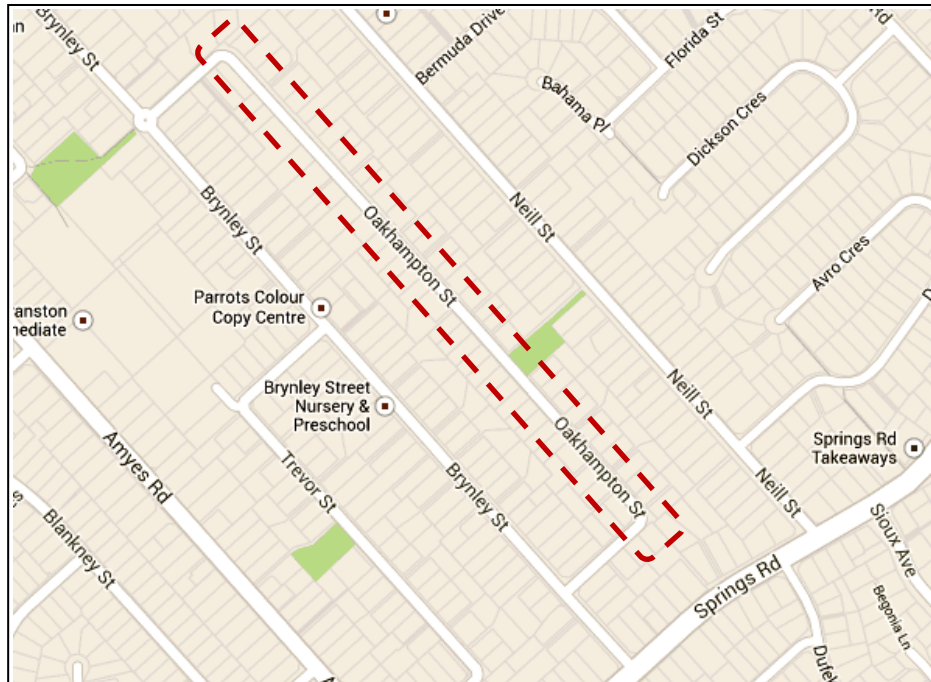 Brynley St
Bermuda Drive
Florida St
Rd
Bahama Pl
Dickson Cres
Brynley St
Oakhampton St
Neill St
Avro Cres
Parrots Colour
Copy Centre
Brynley Street
Nursery &
Preschool
Neill St
Oakhampton St
Springs Rd
Takeaways
Amyes Rd
Trevor St
Brynley St
Neill St
Blankney St
Springs Rd
Sioux Ave
Begonia Ln